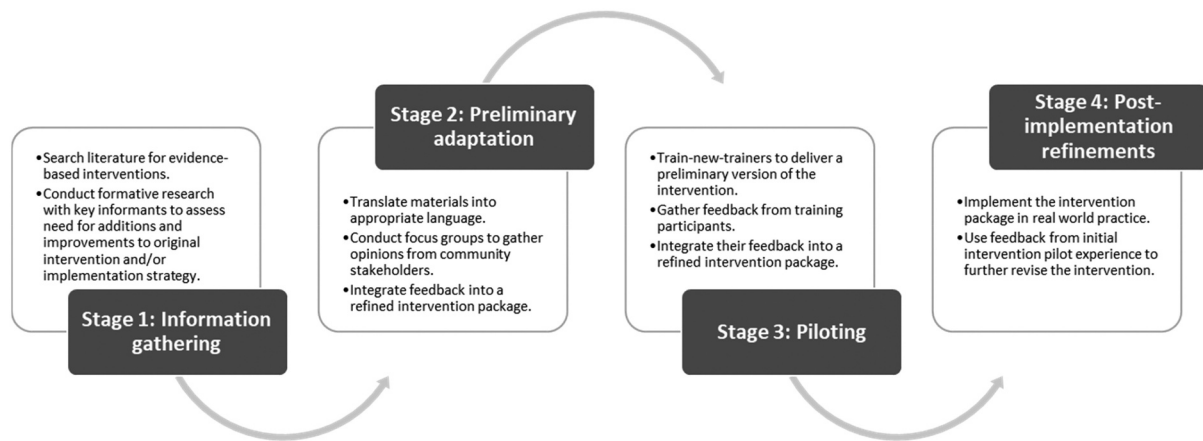 •Search literature for evidence-
based interventions.
•Conduct formative research
with key informants to assess
need for additions and
improvements to original
intervention and/or
implementation strategy.
Stage 1: Information
gathering
Stage 2: Preliminary
adaptation
•Translate materials into
appropriate language.
•Conduct focus groups to gather
opinions from community
stakeholders.
•Integrate feedback into a
refined intervention package.
•Train-new-trainers to deliver a
preliminary version of the
intervention.
•Gather feedback from training
participants.
•Integrate their feedback into a
refined intervention package.
Stage 3: Piloting
Stage 4: Post-
implementation
refinements
•Implement the intervention
package in real world practice.
•Use feedback from initial
intervention pilot experience to
further revise the intervention.